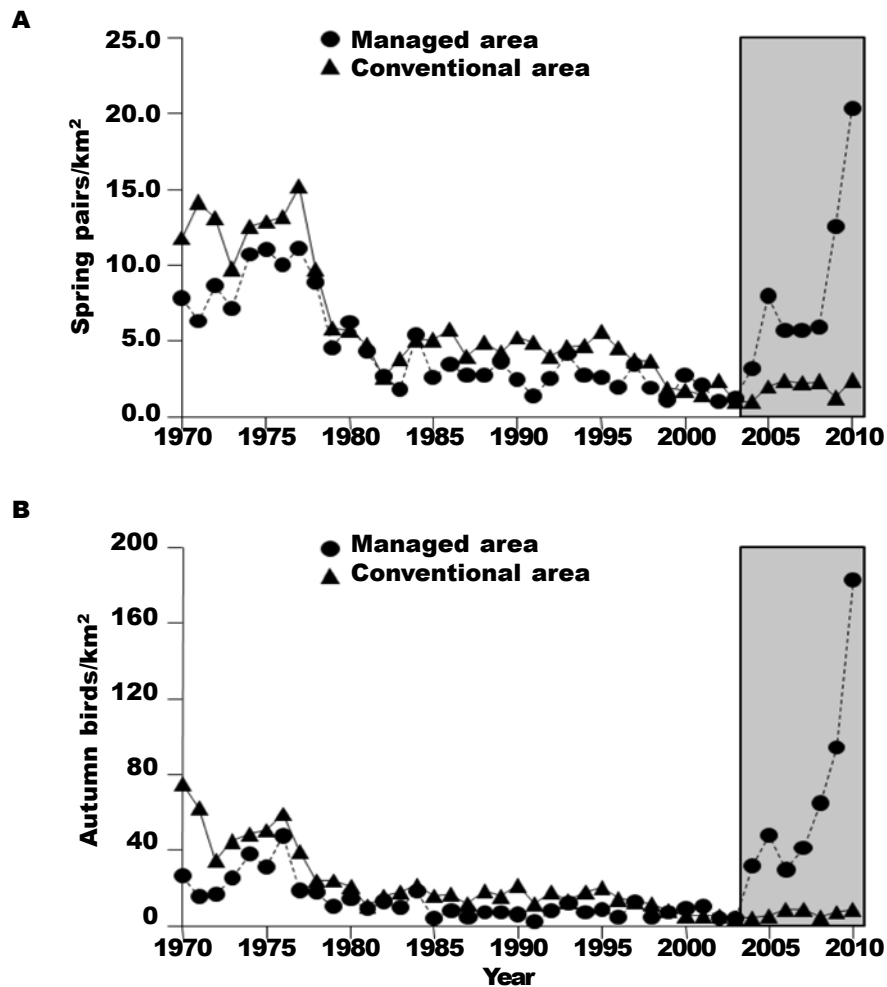 A
25.0
20.0
15.0
10.0
5.0
0.0
Spring pairs/km²
Managed area
Conventional area
1970 1975 1980 1985 1990 1995 2000 2005 2010
B
200
160
120
80
40
0
Autumn birds/km²
Managed area
Conventional area
1970 1975 1980 1985 1990 1995 2000 2005 2010
Year